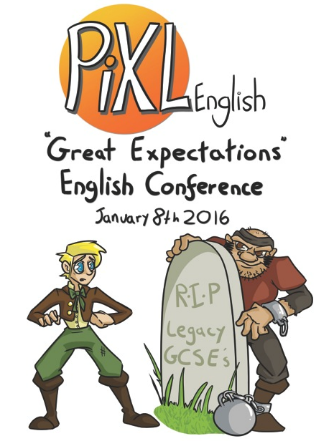 PiXL English
"Great Expectations"
English Conference
January 8th 2016
R.I.P
Legacy
GCSE's